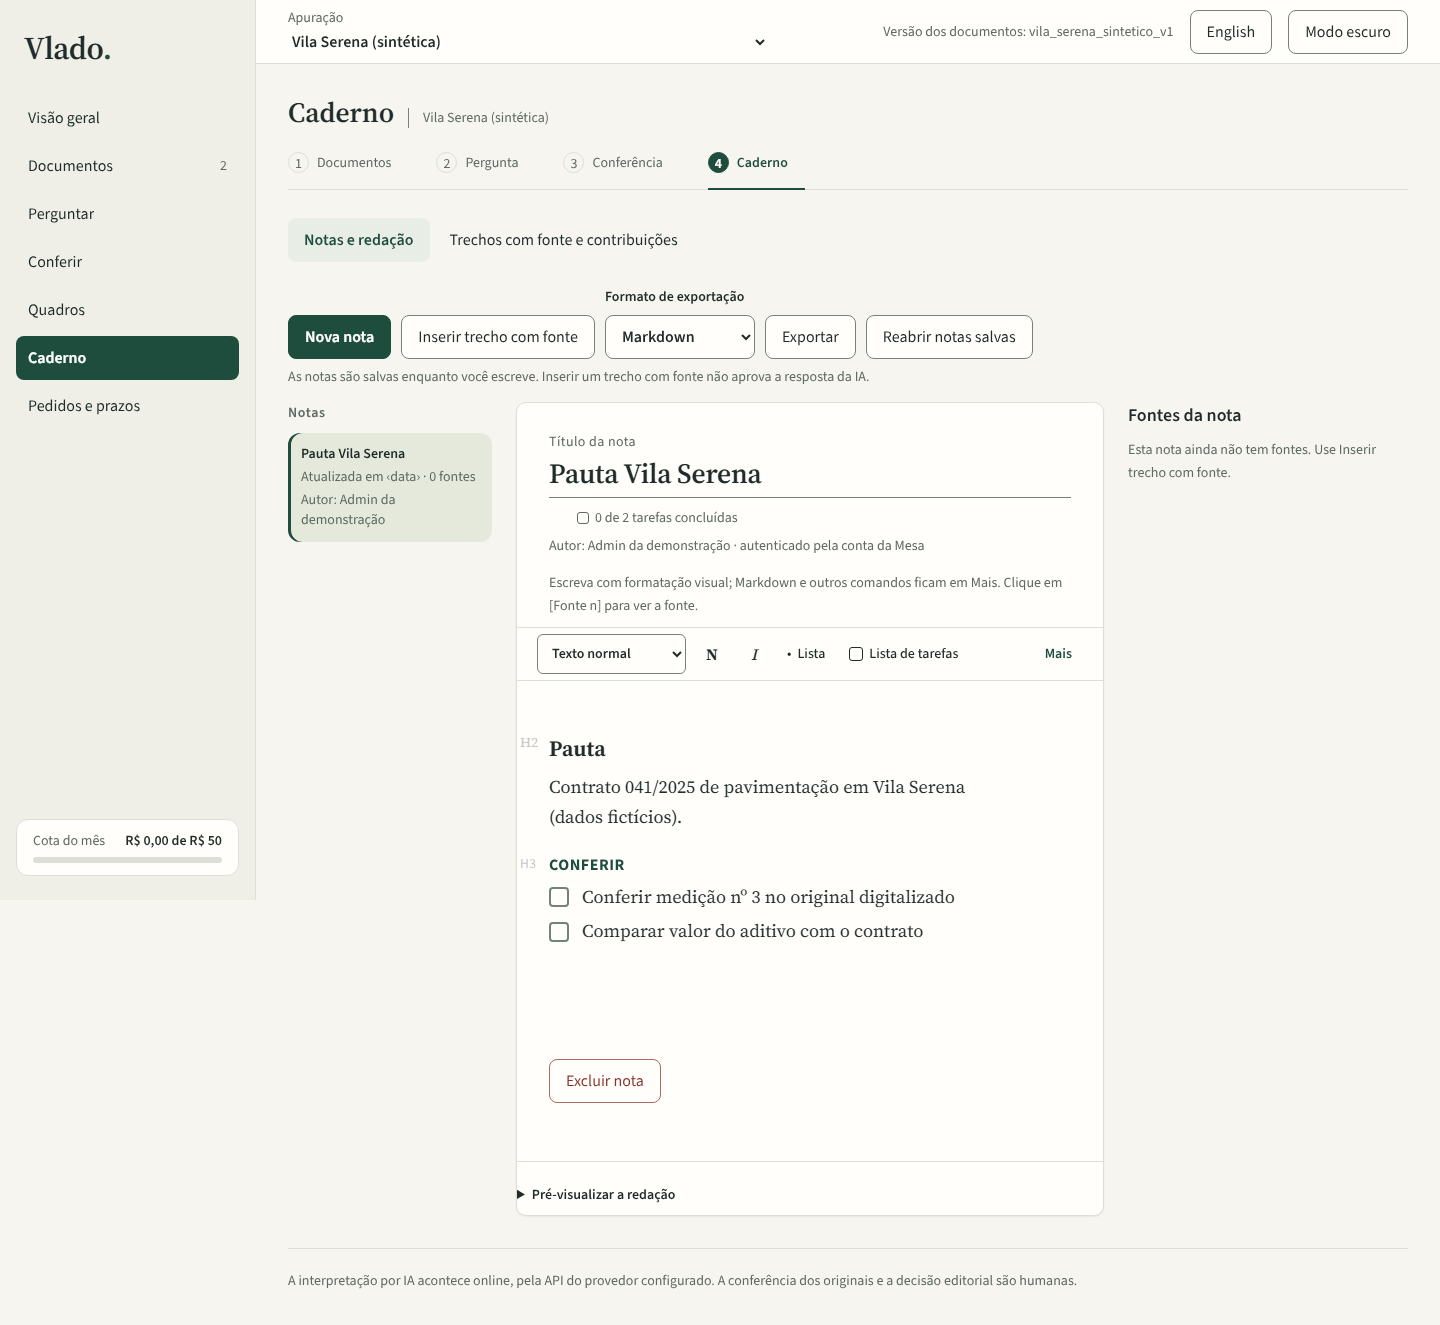 Vlado.
Visão geral
Documentos 2
Perguntar
Conferir
Quadros
Caderno
Pedidos e prazos
Cota do mês R$ 0,00 de R$ 50
Apuração
Vila Serena (sintética)
Versão dos documentos: vila_serena_sintetico_v1
English
Modo escuro
Caderno
Vila Serena (sintética)
1 Documentos
2 Pergunta
3 Conferência
4 Caderno
Notas e redação
Trechos com fonte e contribuições
Formato de exportação
Nova nota
Inserir trecho com fonte
Markdown
Exportar
Reabrir notas salvas
As notas são salvas enquanto você escreve. Inserir um trecho com fonte não aprova a resposta da IA.
Notas
Pauta Vila Serena
Atualizada em ‹data› · 0 fontes
Autor: Admin da
demonstração
Título da nota
Pauta Vila Serena
0 de 2 tarefas concluídas
Autor: Admin da demonstração · autenticado pela conta da Mesa
Escreva com formatação visual; Markdown e outros comandos ficam em Mais. Clique em
[Fonte n] para ver a fonte.
Texto normal
N
I
• Lista
Lista de tarefas
Mais
H2 Pauta
Contrato 041/2025 de pavimentação em Vila Serena
(dados fictícios).
H3 CONFERIR
Conferir medição nº 3 no original digitalizado
Comparar valor do aditivo com o contrato
Excluir nota
Pré-visualizar a redação
Fontes da nota
Esta nota ainda não tem fontes. Use Inserir
trecho com fonte.
A interpretação por IA acontece online, pela API do provedor configurado. A conferência dos originais e a decisão editorial são humanas.